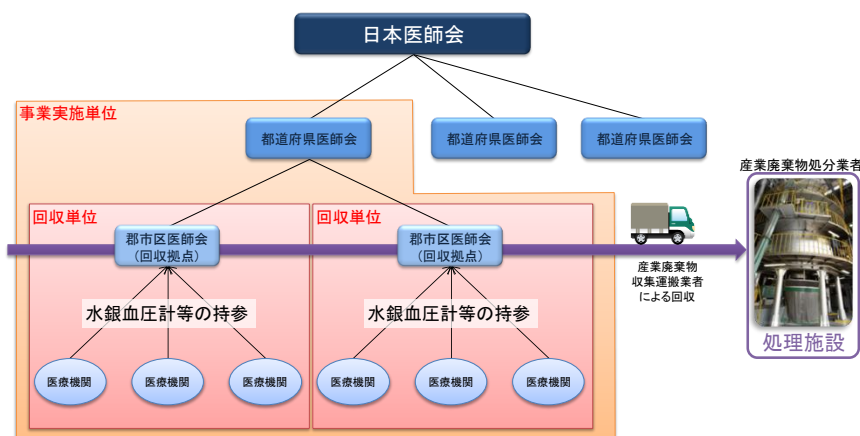 日本医師会
事業実施単位
都道府県医師会
都道府県医師会
都道府県医師会
産業廃棄物処分業者
回収単位
回収単位
郡市区医師会
（回収拠点）
郡市区医師会
（回収拠点）
産業廃棄物
収集運搬業者
による回収
水銀血圧計等の持参
水銀血圧計等の持参
処理施設
医療機関
医療機関
医療機関
医療機関
医療機関
医療機関